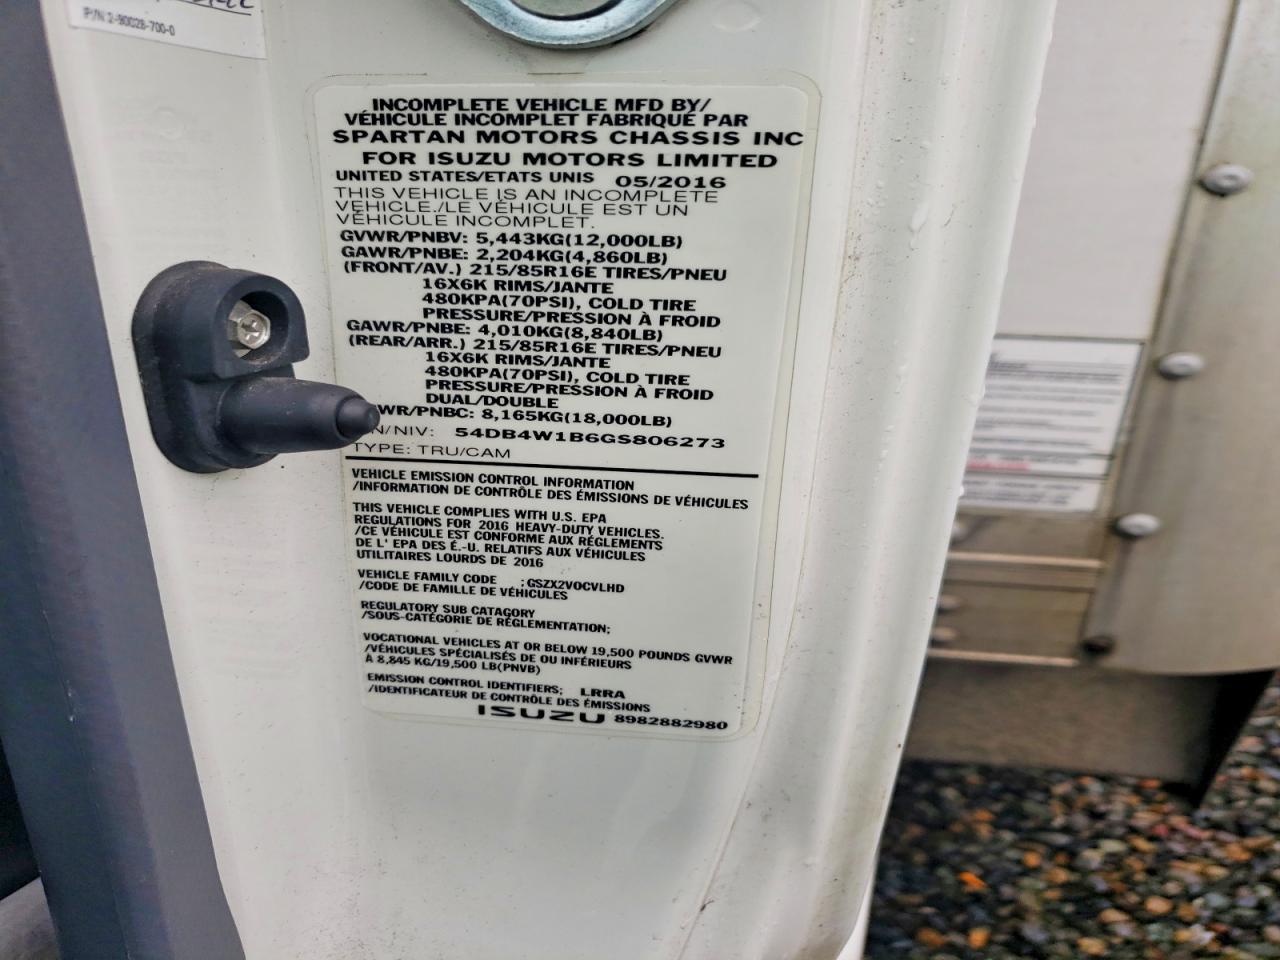 P/N 2-90028-700-0
INCOMPLETE VEHICLE MFD BY/
VÉHICULE INCOMPLET FABRIQUÉ PAR
SPARTAN MOTORS CHASSIS INC
FOR ISUZU MOTORS LIMITED
UNITED STATES/ETATS UNIS 05/2016
THIS VEHICLE IS AN INCOMPLETE
VEHICLE./LE VÉHICULE EST UN
VÉHICULE INCOMPLET.
GVWR/PNBV: 5,443KG(12,000LB)
GAWR/PNBE: 2,204KG(4,860LB)
(FRONT/AV.) 215/85R16E TIRES/PNEU
16X6K RIMS/JANTE
480KPA(70PSI), COLD TIRE
PRESSURE/PRESSION À FROID
GAWR/PNBE: 4,010KG(8,840LB)
(REAR/ARR.) 215/85R16E TIRES/PNEU
16X6K RIMS/JANTE
480KPA(70PSI), COLD TIRE
PRESSURE/PRESSION À FROID
DUAL/DOUBLE
WR/PNBC: 8,165KG(18,000LB)
N/NIV: 54DB4W1B6GS806273
TYPE: TRU/CAM
VEHICLE EMISSION CONTROL INFORMATION
/INFORMATION DE CONTRÔLE DES ÉMISSIONS DE VÉHICULES
THIS VEHICLE COMPLIES WITH U.S. EPA
REGULATIONS FOR 2016 HEAVY-DUTY VEHICLES.
/CE VÉHICULE EST CONFORME AUX RÉGLEMENTS
DE L' EPA DES É.-U. RELATIFS AUX VÉHICULES
UTILITAIRES LOURDS DE 2016
VEHICLE FAMILY CODE :GSZX2VOCVLHD
/CODE DE FAMILLE DE VÉHICULES
REGULATORY SUB CATAGORY
/SOUS-CATÉGORIE DE RÉGLEMENTATION;
VOCATIONAL VEHICLES AT OR BELOW 19,500 POUNDS GVWR
/VÉHICULES SPÉCIALISÉS DE OU INFÉRIEURS
À 8,845 KG/19,500 LB(PNVB)
EMISSION CONTROL IDENTIFIERS; LRRA
/IDENTIFICATEUR DE CONTRÔLE DES ÉMISSIONS
ISUZU 8982882980